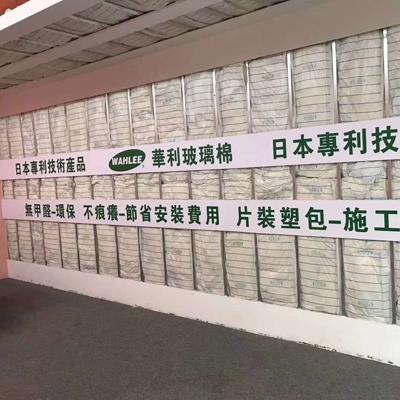 日本專利技術產品 WAHLEE 華利玻璃棉 日本專利技
無甲醛-環保 不痕癢-節省安裝費用 片裝塑包-施工